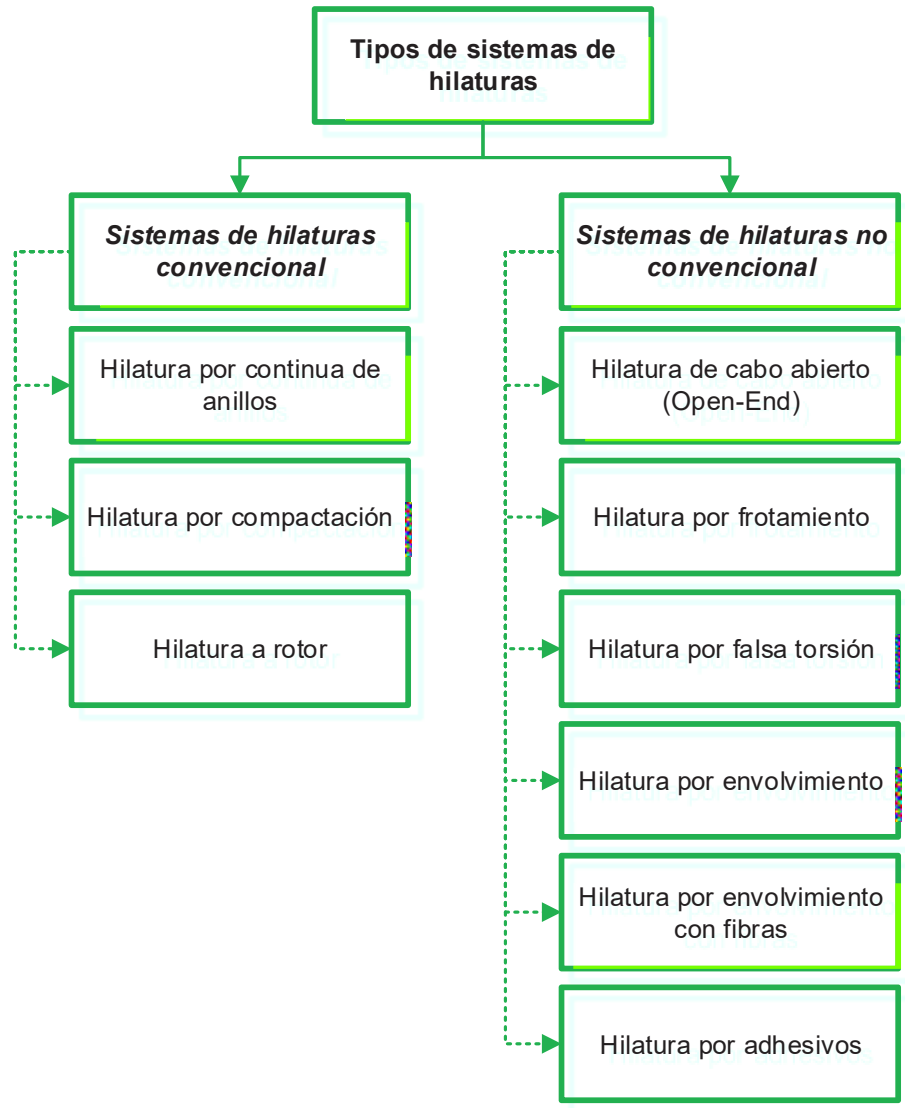 Tipos de sistemas de
hilaturas
Sistemas de hilaturas
convencional
Hilatura por continua de
anillos
Hilatura por compactación
Hilatura a rotor
Sistemas de hilaturas no
convencional
Hilatura de cabo abierto
(Open-End)
Hilatura por frotamiento
Hilatura por falsa torsión
Hilatura por envolvimiento
Hilatura por envolvimiento
con fibras
Hilatura por adhesivos